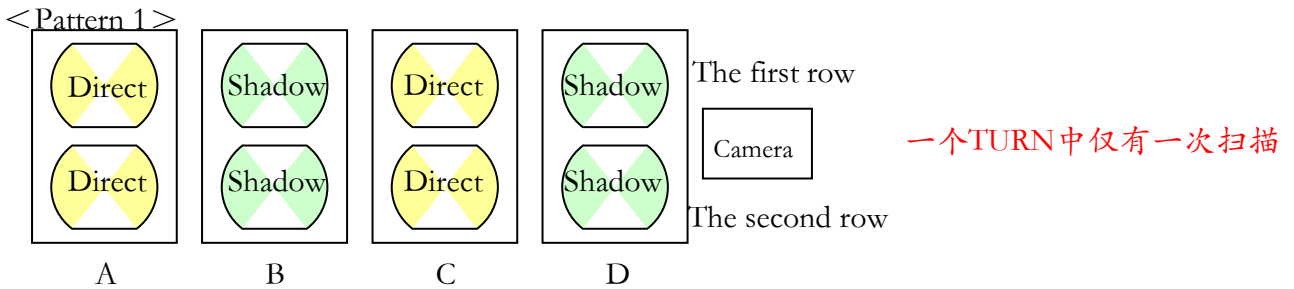 ＜Pattern 1＞
Direct Shadow Direct Shadow The first row
Camera 一个TURN中仅有一次扫描
Direct Shadow Direct Shadow
The second row
A B C D